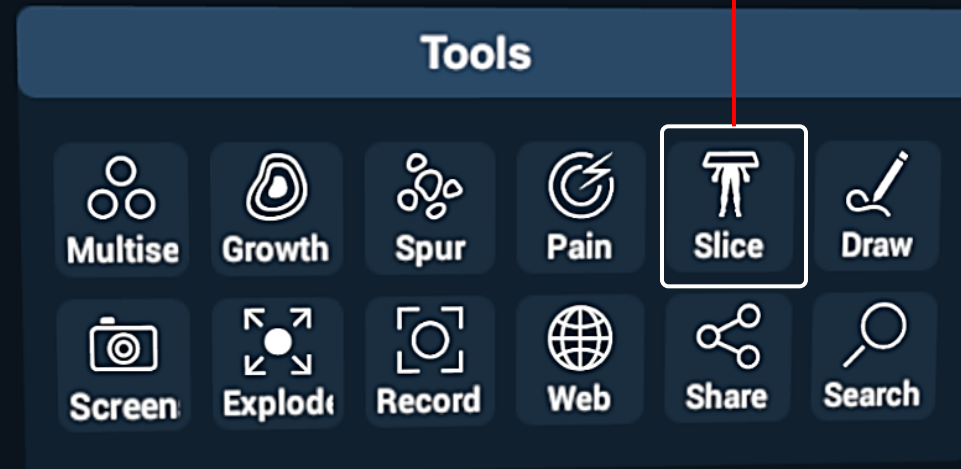 Tools
Multise
Growth
Spur
Pain
Slice
Draw
Screen
Explode
Record
Web
Share
Search